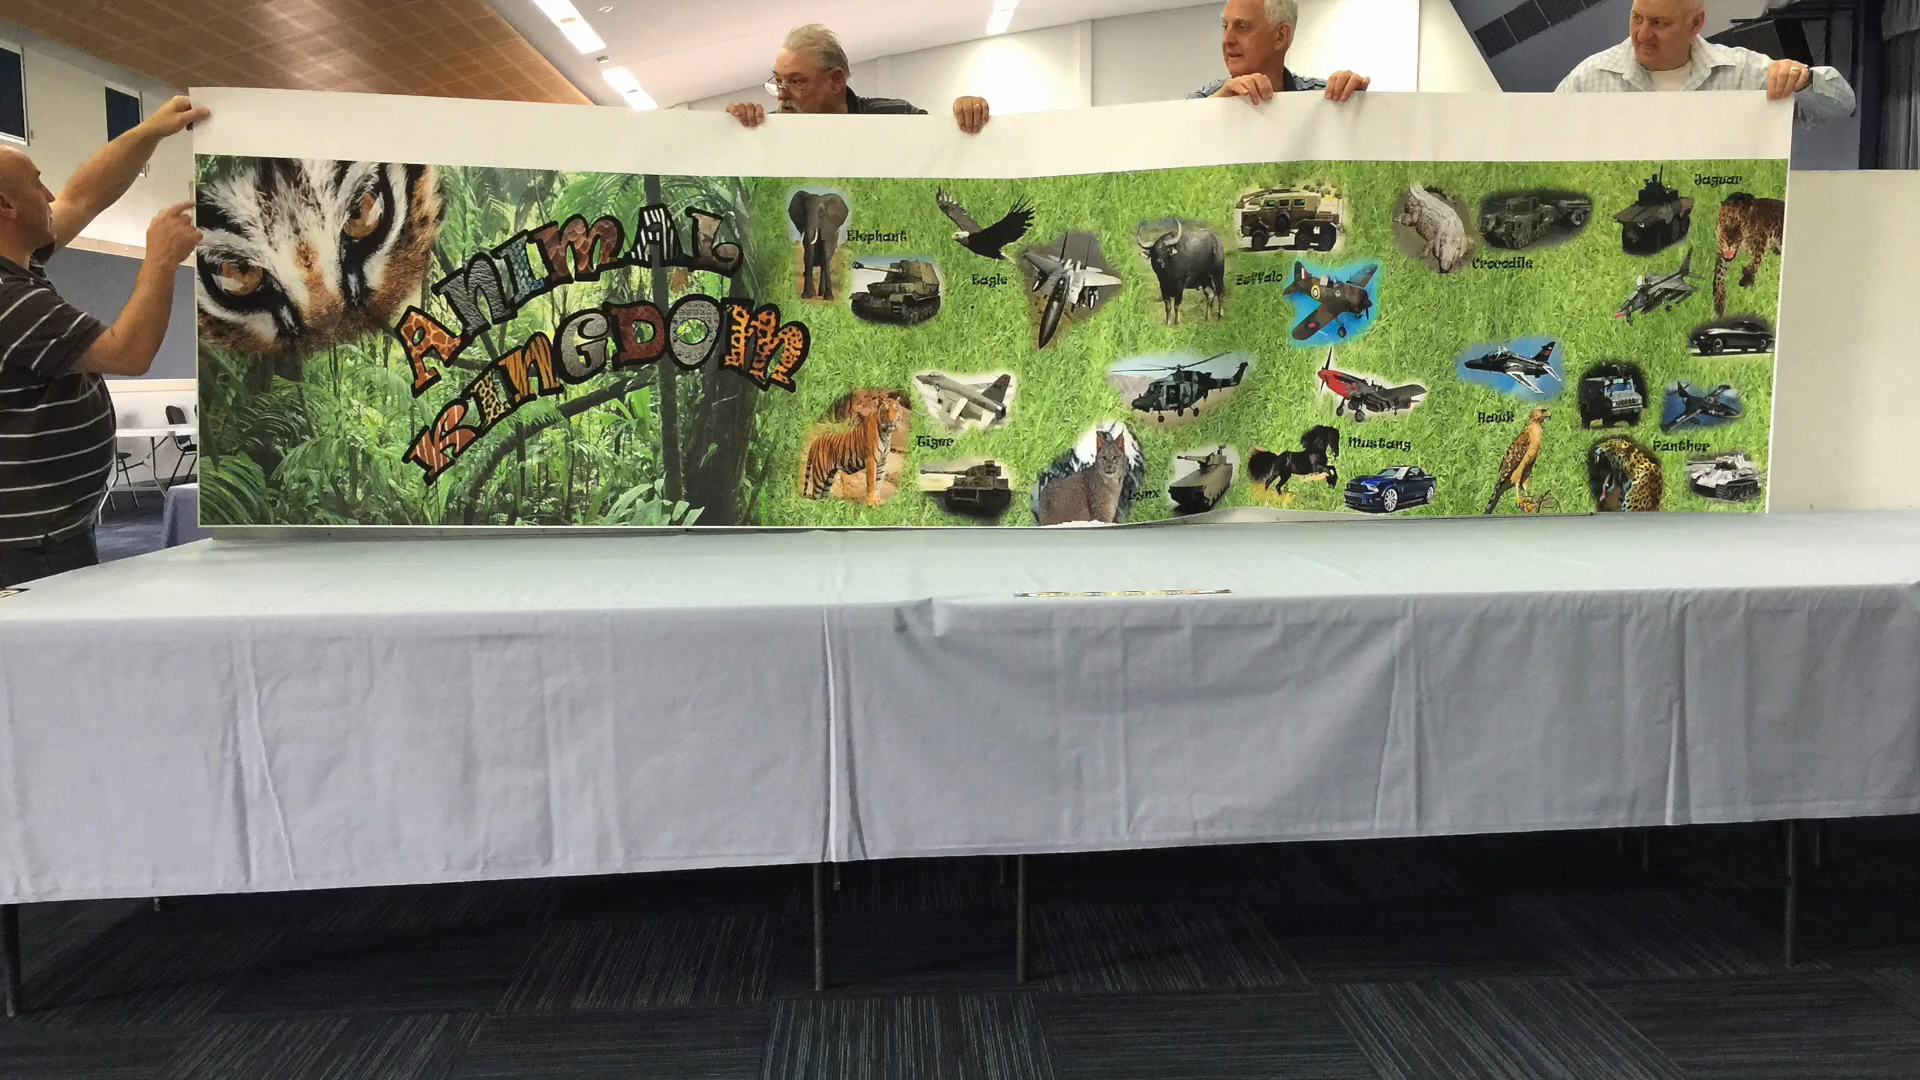 ANIMAL
KINGDOM
Elephant
Eagle
Buffalo
Crocodile
Jaguar
Tiger
Lynx
Mustang
Hawk
Panther